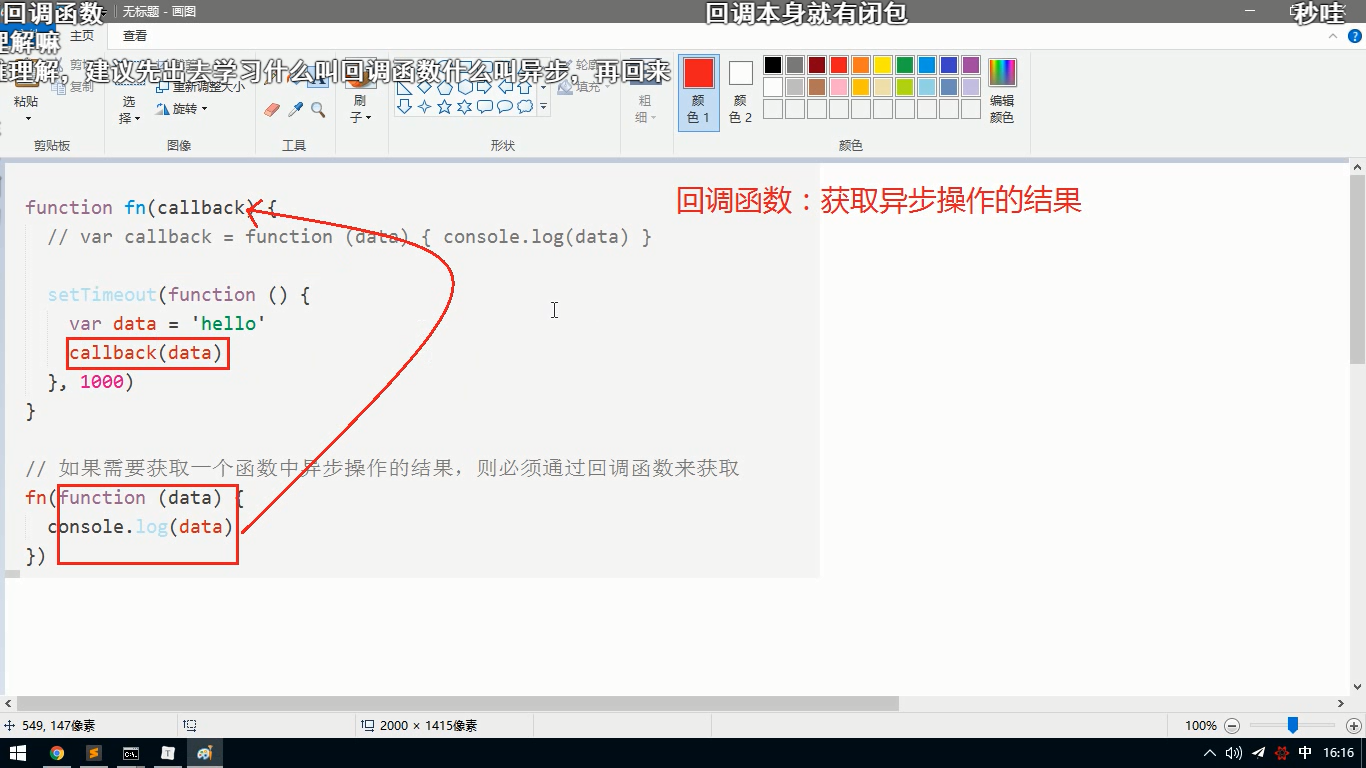 回调函数
无标题 - 画图
回调本身就有闭包
秒哇
理解嘛
主页
查看
理解，建议先出去学习什么叫回调函数什么叫异步，再回来
粘贴
剪切
复制
选择
重新调整大小
旋转
刷子
轮廓
填充
粗细
颜色 1
颜色 2
编辑颜色
剪贴板
图像
工具
形状
颜色
回调函数：获取异步操作的结果
function fn(callback) {
// var callback = function (data) { console.log(data) }
setTimeout(function () {
var data = 'hello'
callback(data)
}, 1000)
}
// 如果需要获取一个函数中异步操作的结果，则必须通过回调函数来获取
fn(function (data) {
console.log(data)
})
549, 147像素
2000 × 1415像素
100%
中
16:16